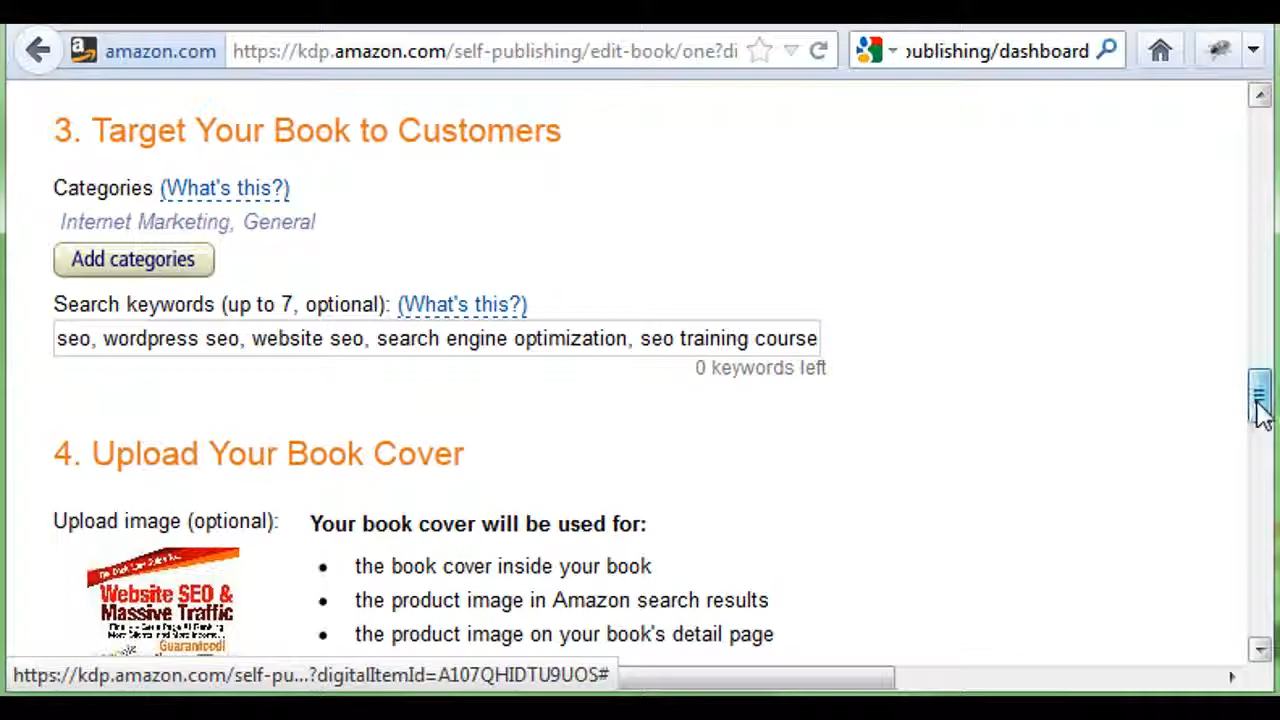 amazon.com
https://kdp.amazon.com/self-publishing/edit-book/one?di
publishing/dashboard
3. Target Your Book to Customers
Categories (What's this?)
Internet Marketing, General
Add categories
Search keywords (up to 7, optional): (What's this?)
seo, wordpress seo, website seo, search engine optimization, seo training course
0 keywords left
4. Upload Your Book Cover
Upload image (optional):
Your book cover will be used for:
• the book cover inside your book
• the product image in Amazon search results
• the product image on your book's detail page
Website SEO &
Massive Traffic
Guaranteed!
https://kdp.amazon.com/self-pu...?digitalItemId=A107QHIDTU9UOS#